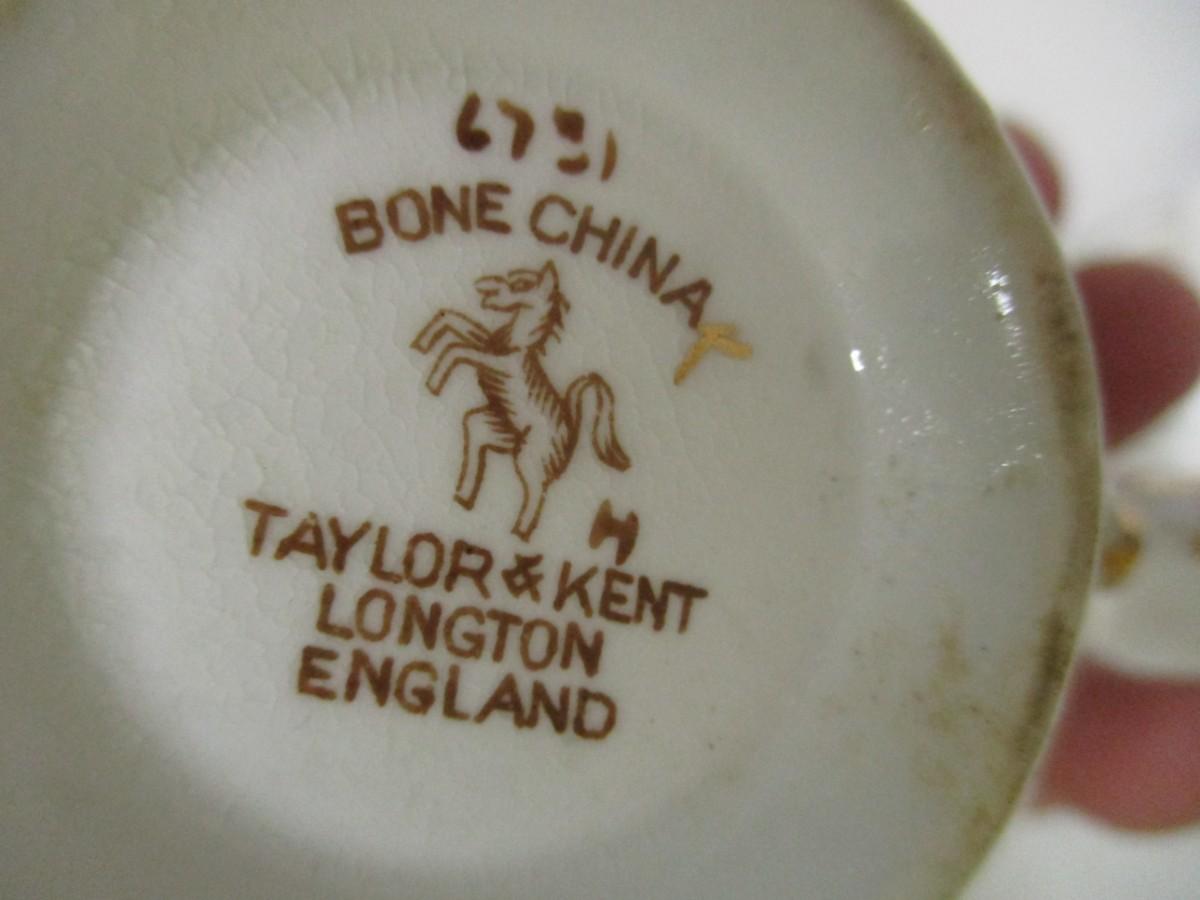 BONE CHINA
H
TAYLOR & KENT
LONGTON
ENGLAND